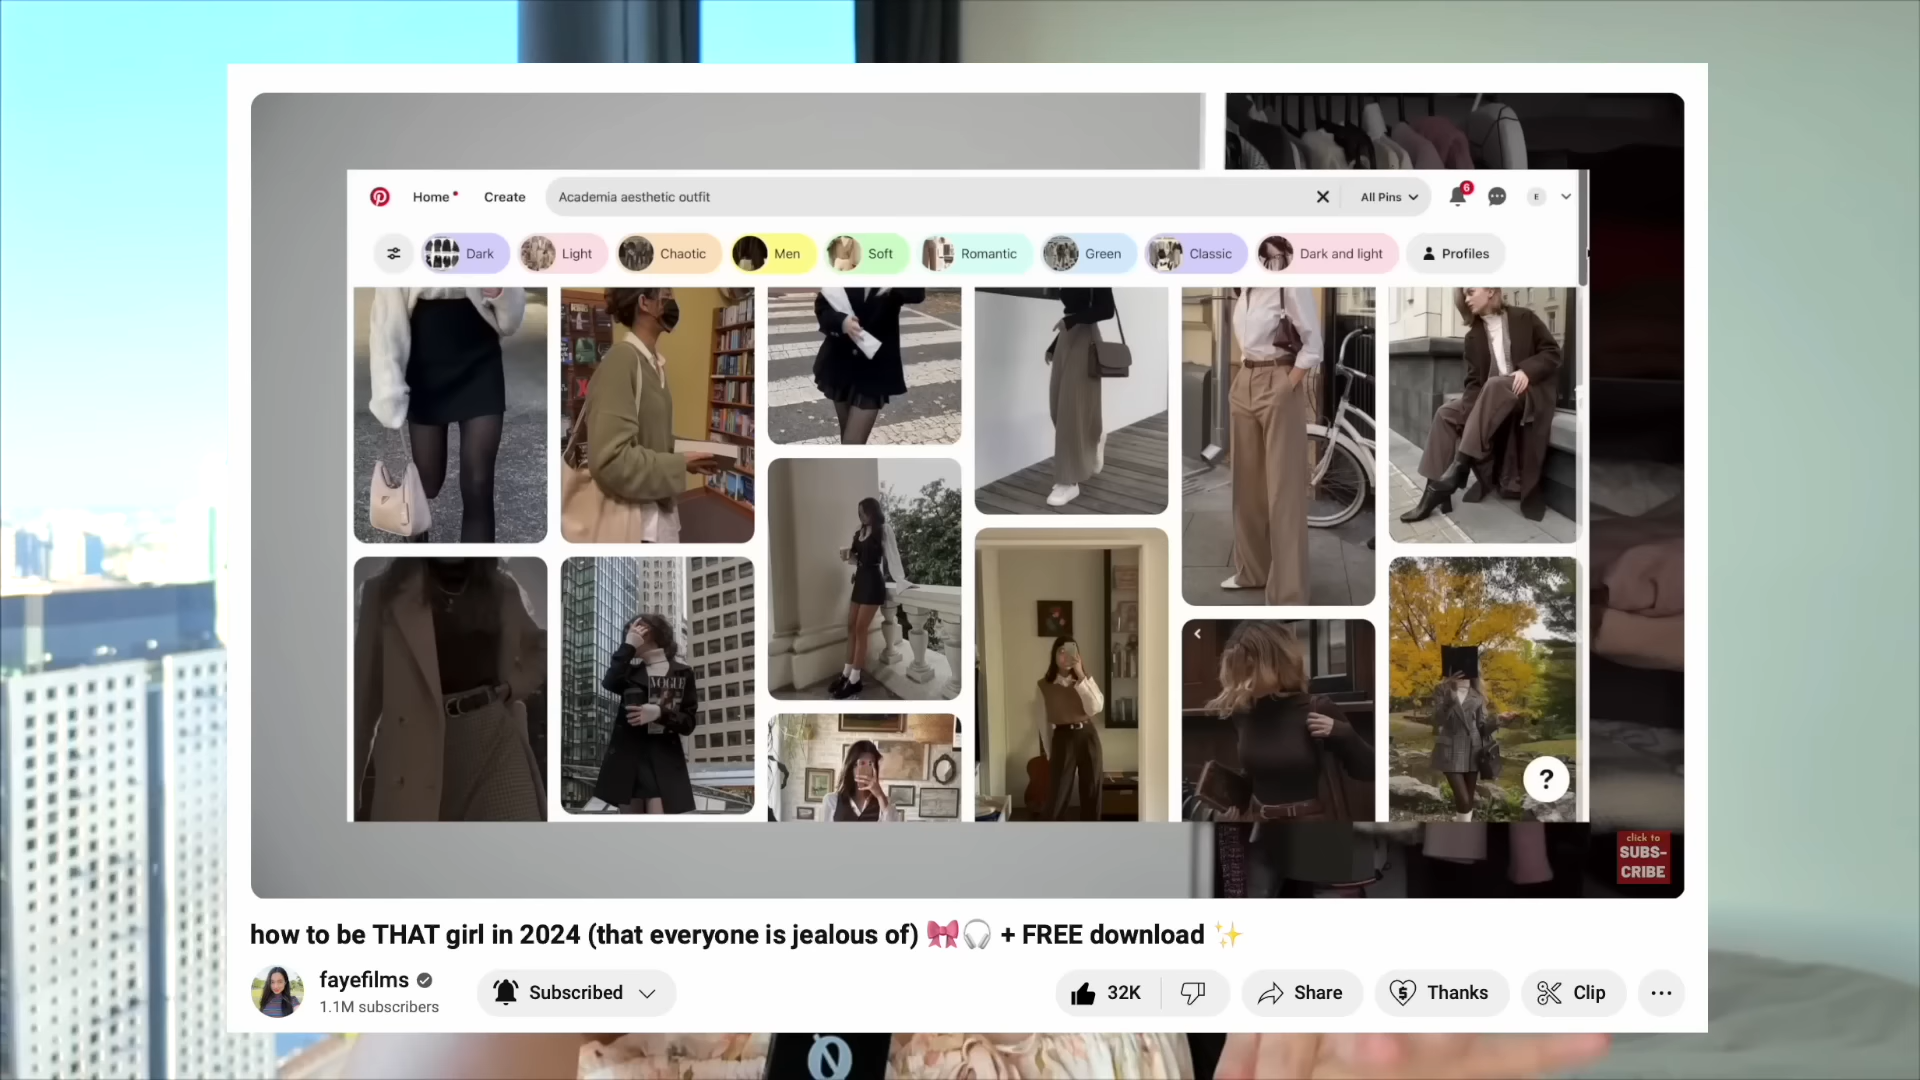 Home
Create
Academia aesthetic outfit
All Pins
6
E
Dark
Light
Chaotic
Men
Soft
Romantic
Green
Classic
Dark and light
Profiles
VOGUE
?
click to
SUBS-
CRIBE
how to be THAT girl in 2024 (that everyone is jealous of) 🎀🎧 + FREE download ✨
fayefilms
1.1M subscribers
Subscribed
32K
Share
Thanks
Clip